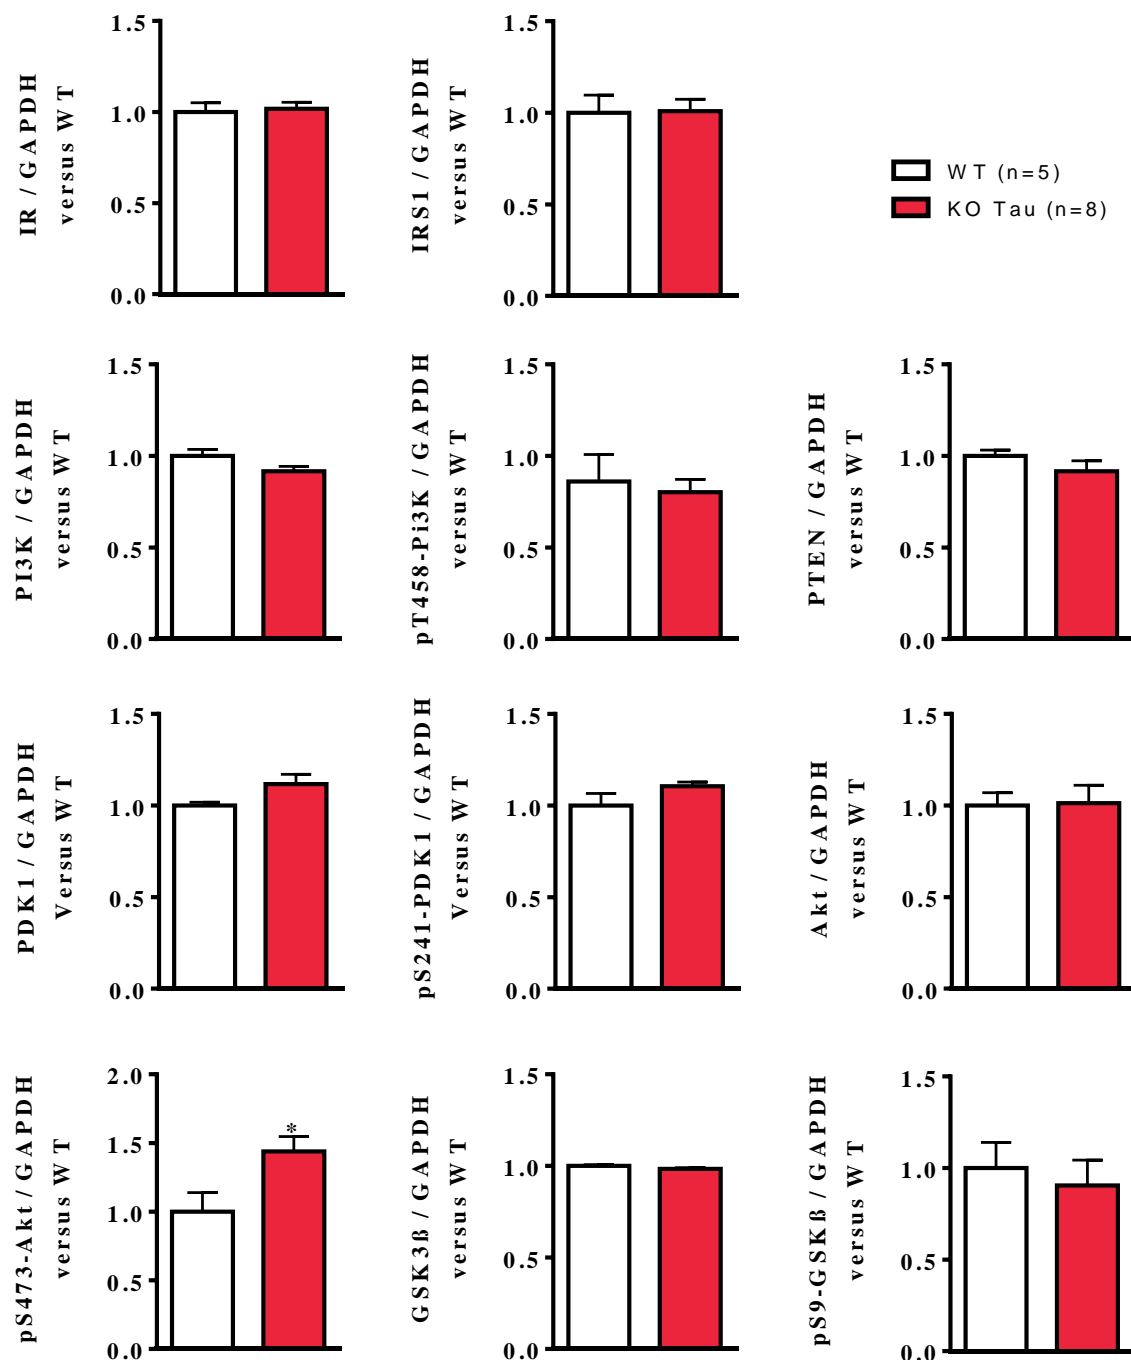 IR / GAPDH
versus WT
1.5
1.0
0.5
0.0
IRS1 / GAPDH
versus WT
1.5
1.0
0.5
0.0
WT (n=5)
KO Tau (n=8)
PI3K / GAPDH
versus WT
1.5
1.0
0.5
0.0
pT458-Pi3K / GAPDH
versus WT
1.5
1.0
0.5
0.0
PTEN / GAPDH
versus WT
1.5
1.0
0.5
0.0
PDK1 / GAPDH
Versus WT
1.5
1.0
0.5
0.0
pS241-PDK1 / GAPDH
Versus WT
1.5
1.0
0.5
0.0
Akt / GAPDH
versus WT
1.5
1.0
0.5
0.0
pS473-Akt / GAPDH
versus WT
2.0
1.5
1.0
0.5
0.0
*
GSK3ß / GAPDH
versus WT
1.5
1.0
0.5
0.0
pS9-GSKß / GAPDH
versus WT
1.5
1.0
0.5
0.0